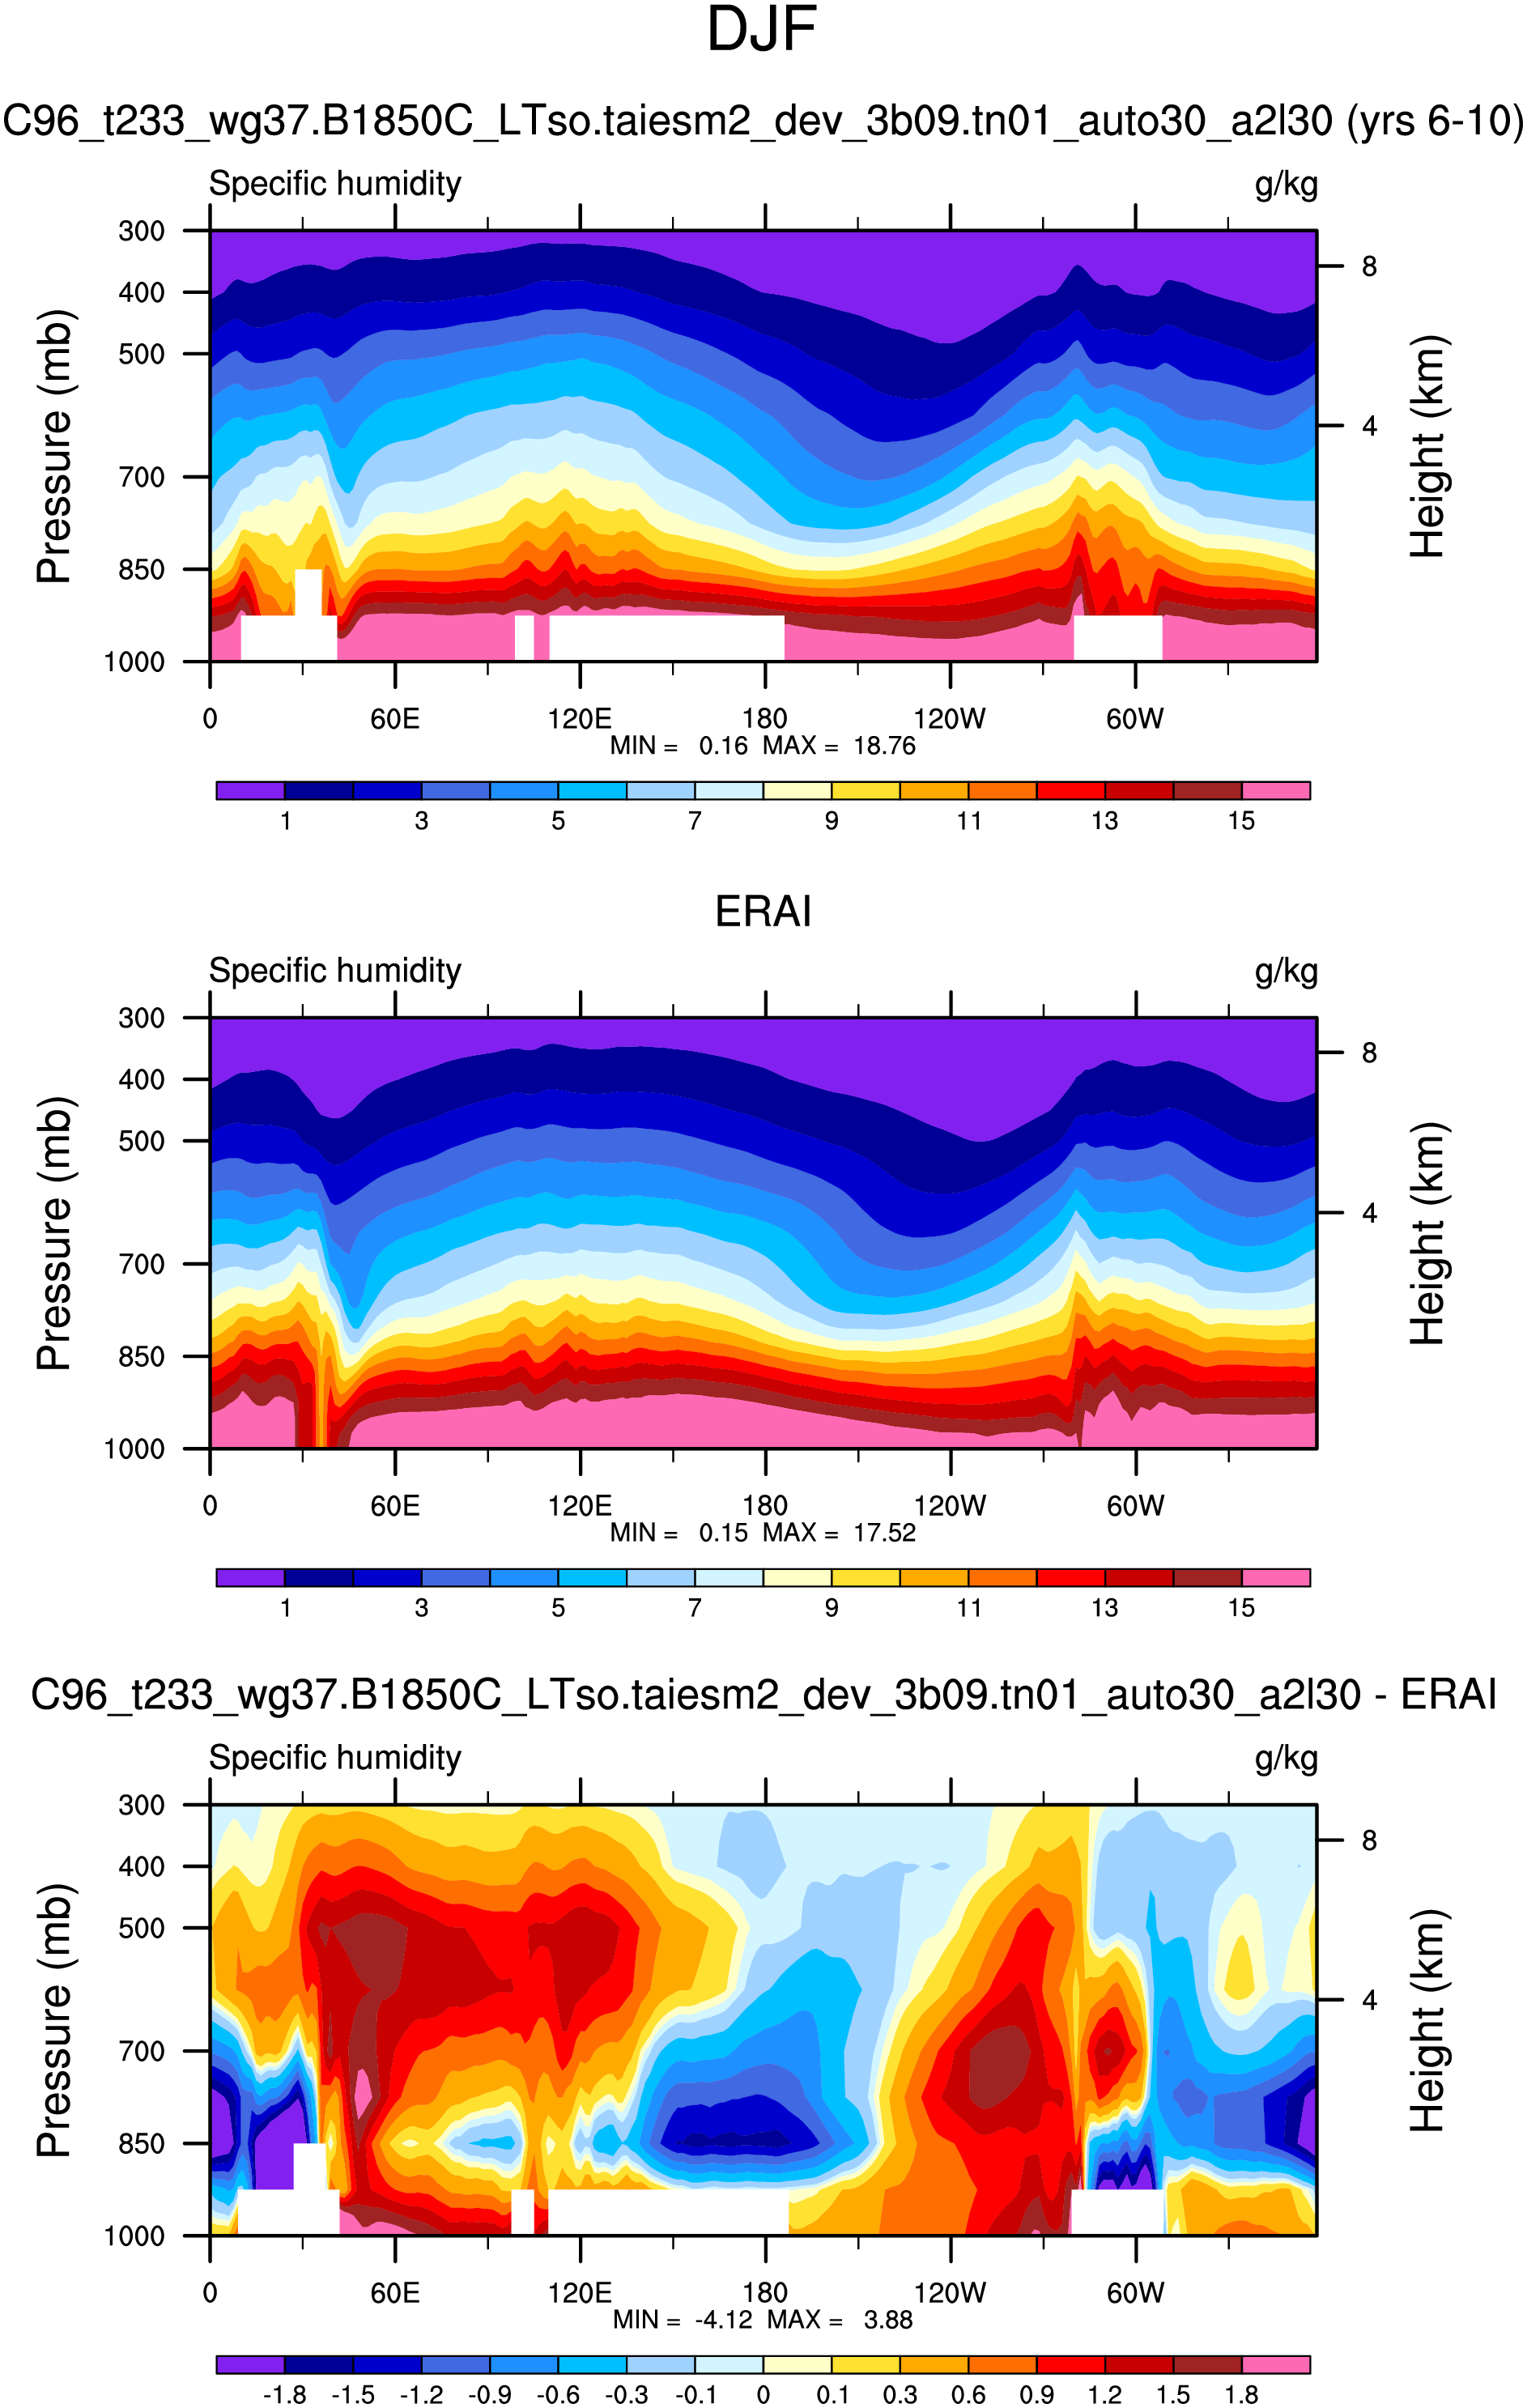 DJF
C96_t233_wg37.B1850C_LTso.taiesm2_dev_3b09.tn01_auto30_a2l30 (yrs 6-10)
Specific humidity g/kg
Pressure (mb)
300
400
500
700
850
1000
8
4
Height (km)
0 60E 120E 180 120W 60W
MIN = 0.16 MAX = 18.76
1 3 5 7 9 11 13 15
ERAI
Specific humidity g/kg
Pressure (mb)
300
400
500
700
850
1000
8
4
Height (km)
0 60E 120E 180 120W 60W
MIN = 0.15 MAX = 17.52
1 3 5 7 9 11 13 15
C96_t233_wg37.B1850C_LTso.taiesm2_dev_3b09.tn01_auto30_a2l30 - ERAI
Specific humidity g/kg
Pressure (mb)
300
400
500
700
850
1000
8
4
Height (km)
0 60E 120E 180 120W 60W
MIN = -4.12 MAX = 3.88
-1.8 -1.5 -1.2 -0.9 -0.6 -0.3 -0.1 0 0.1 0.3 0.6 0.9 1.2 1.5 1.8